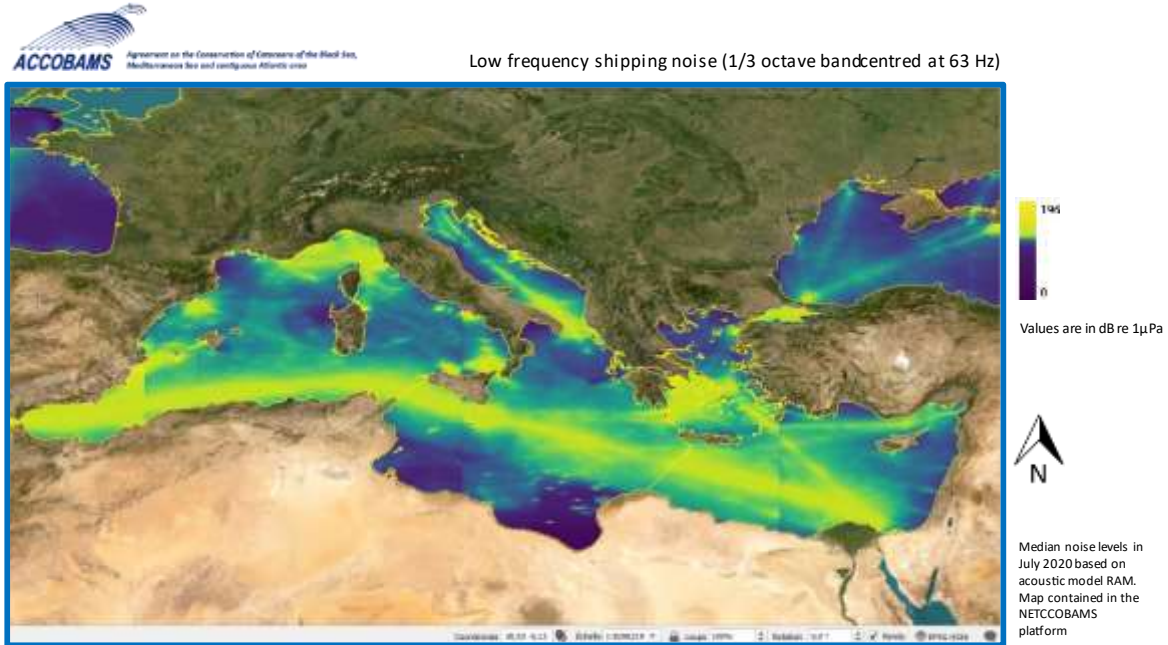 ACCOBAMS
Agreement on the Conservation of Cetaceans of the Black Sea,
Mediterranean Sea and contiguous Atlantic area
Low frequency shipping noise (1/3 octave bandcentred at 63 Hz)
196
0
Values are in dB re 1µPa
N
Median noise levels in
July 2020 based on
acoustic model RAM.
Map contained in the
NETCCOBAMS
platform